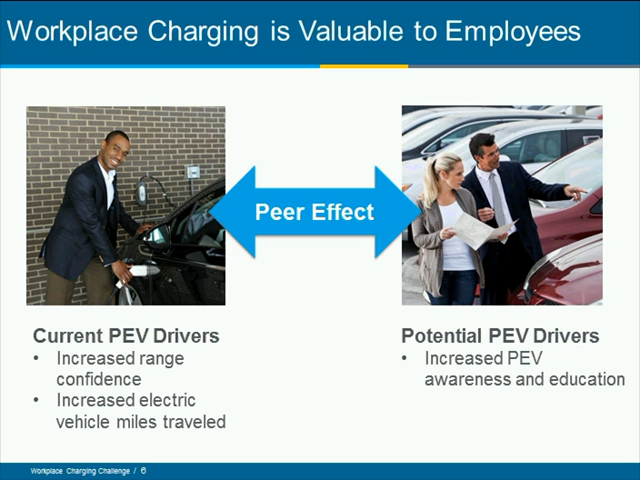 Workplace Charging is Valuable to Employees
Peer Effect
Current PEV Drivers
• Increased range
confidence
• Increased electric
vehicle miles traveled
Potential PEV Drivers
• Increased PEV
awareness and education
Workplace Charging Challenge / 6